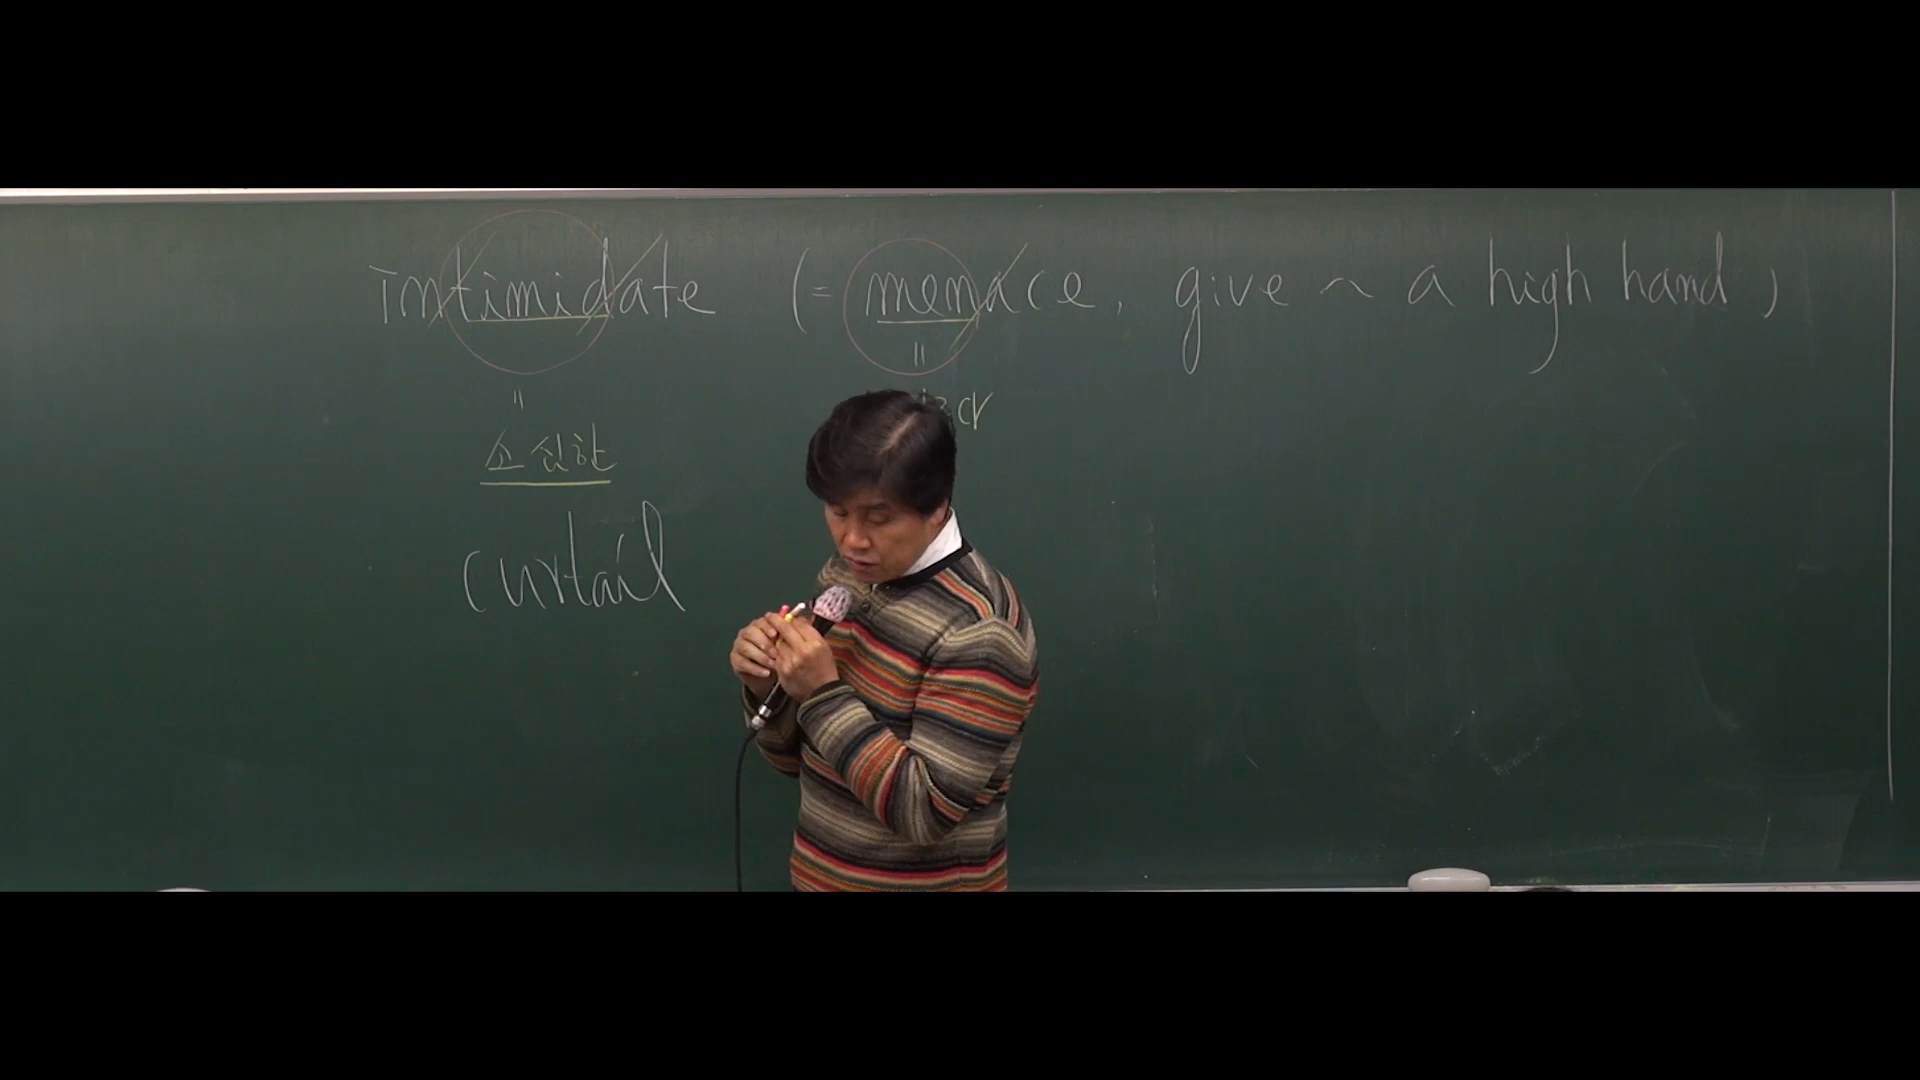 intimidate (= menace, give ~ a high hand)
=
=
소심한
curtail